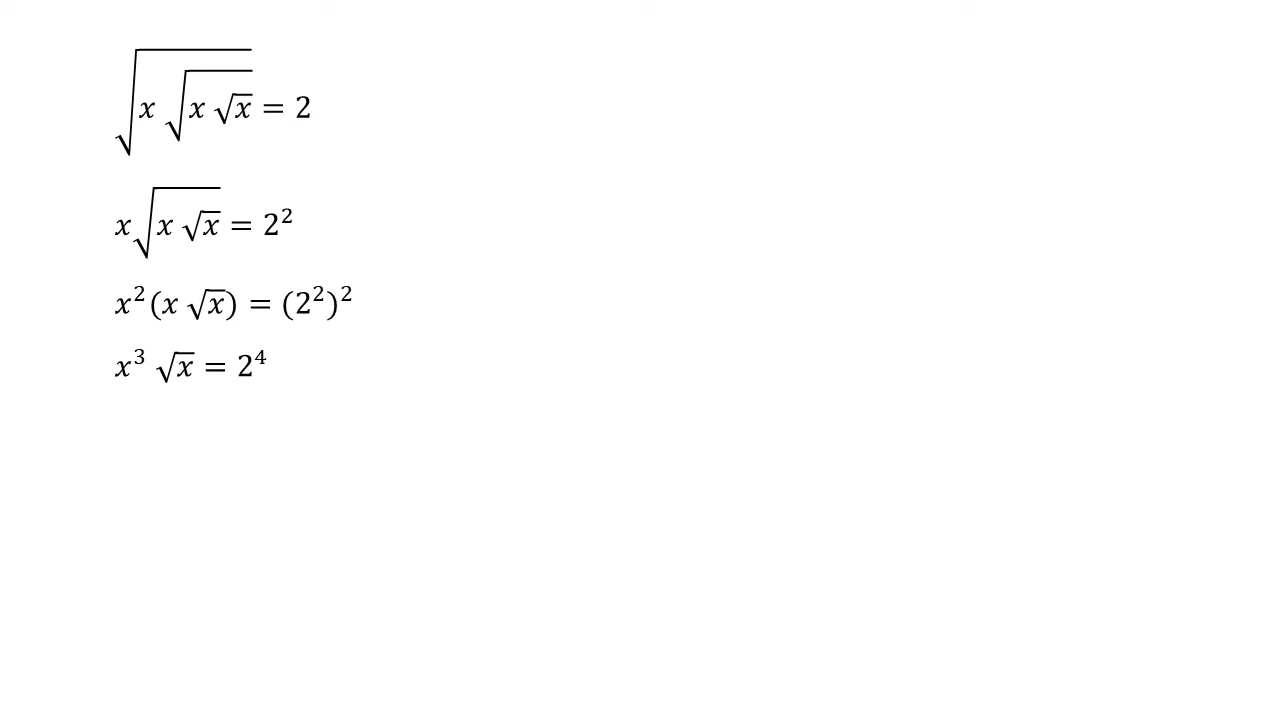 √(x √(x √x)) = 2
x√(x √x) = 2²
x²(x √x) = (2²)²
x³ √x = 2⁴